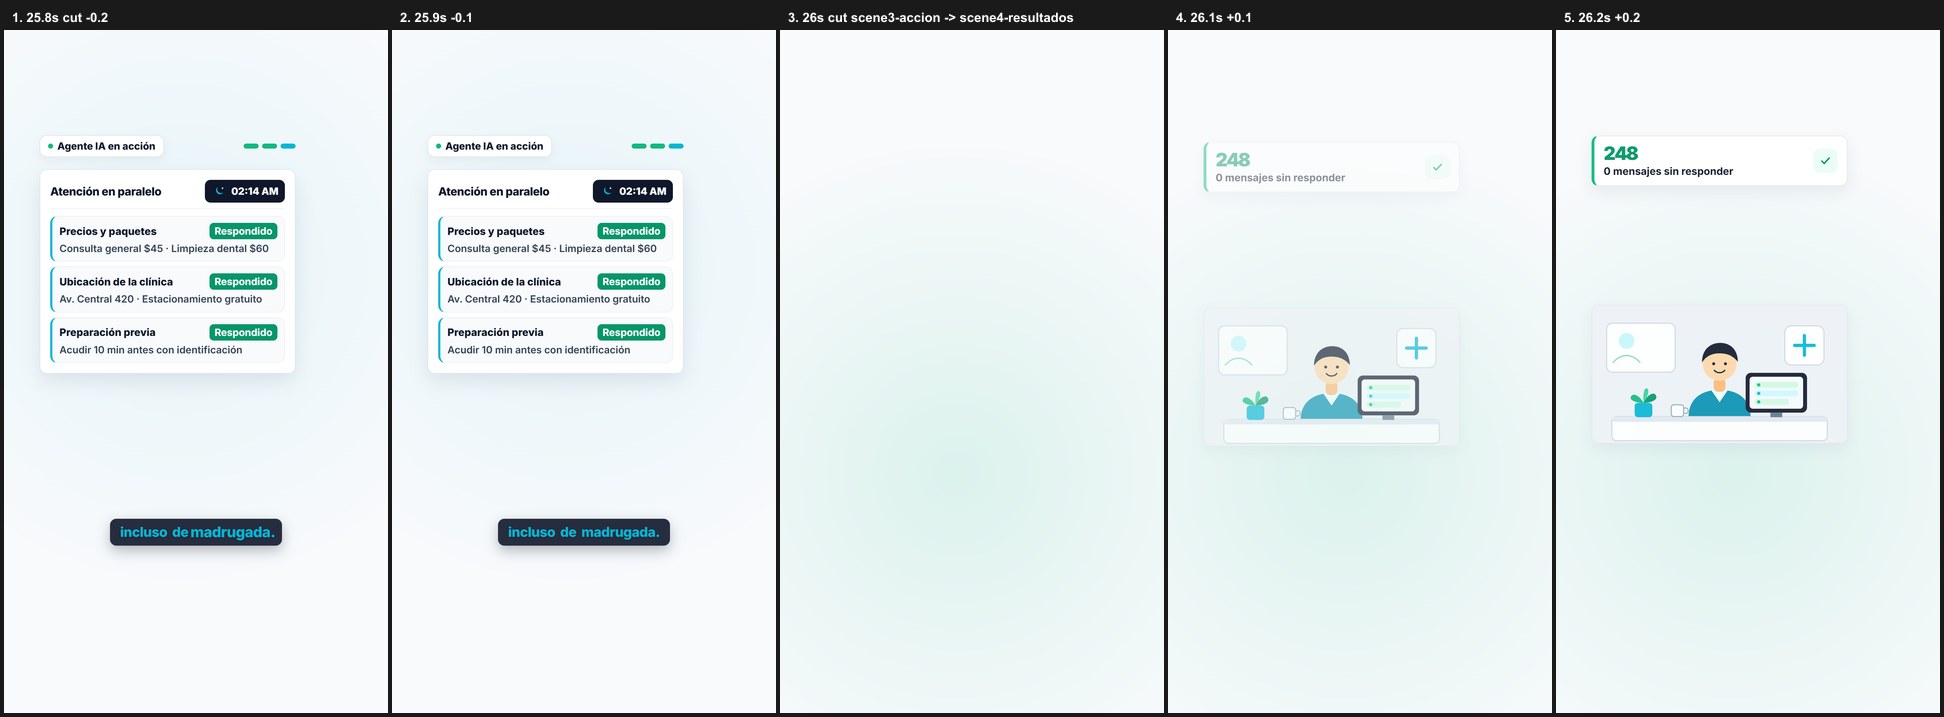 1. 25.8s cut -0.2
Agente IA en acción
Atención en paralelo
02:14 AM
Precios y paquetes
Respondido
Consulta general $45 · Limpieza dental $60
Ubicación de la clínica
Respondido
Av. Central 420 · Estacionamiento gratuito
Preparación previa
Respondido
Acudir 10 min antes con identificación
incluso de madrugada.
2. 25.9s -0.1
Agente IA en acción
Atención en paralelo
02:14 AM
Precios y paquetes
Respondido
Consulta general $45 · Limpieza dental $60
Ubicación de la clínica
Respondido
Av. Central 420 · Estacionamiento gratuito
Preparación previa
Respondido
Acudir 10 min antes con identificación
incluso de madrugada.
3. 26s cut scene3-accion -> scene4-resultados
4. 26.1s +0.1
248
0 mensajes sin responder
5. 26.2s +0.2
248
0 mensajes sin responder